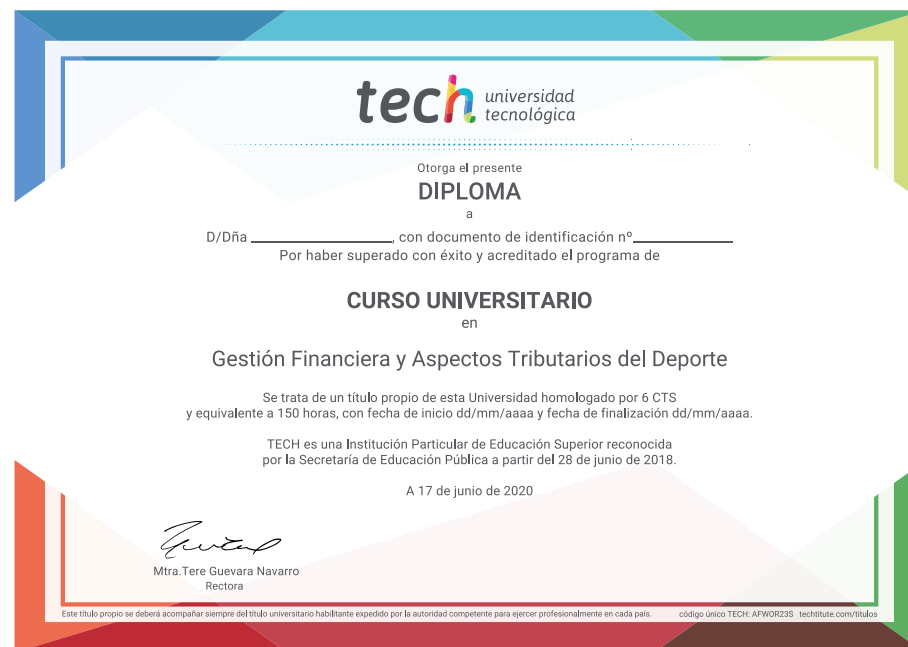 tech universidad
tecnológica
Otorga el presente
DIPLOMA
a
D/Dña ____________________, con documento de identificación nº______________
Por haber superado con éxito y acreditado el programa de
CURSO UNIVERSITARIO
en
Gestión Financiera y Aspectos Tributarios del Deporte
Se trata de un título propio de esta Universidad homologado por 6 CTS
y equivalente a 150 horas, con fecha de inicio dd/mm/aaaa y fecha de finalización dd/mm/aaaa.
TECH es una Institución Particular de Educación Superior reconocida
por la Secretaría de Educación Pública a partir del 28 de junio de 2018.
A 17 de junio de 2020
Mtra.Tere Guevara Navarro
Rectora
Este título propio se deberá acompañar siempre del título universitario habilitante expedido por la autoridad competente para ejercer profesionalmente en cada país. código único TECH: AFWOR23S techtitute.com/titulos